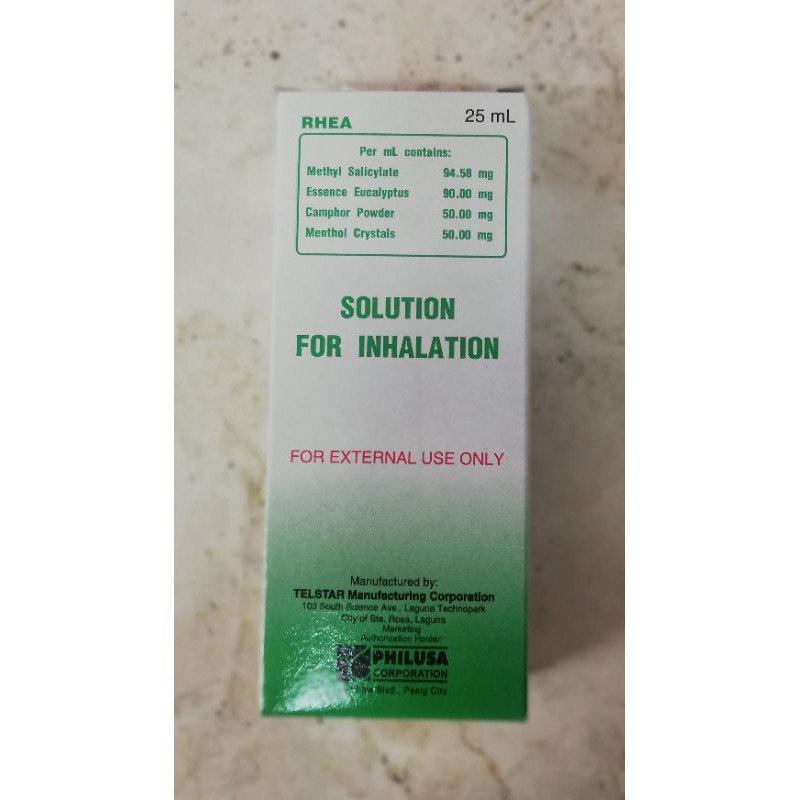 RHEA
25 mL
Per mL contains:
Methyl Salicylate 94.58 mg
Essence Eucalyptus 90.00 mg
Camphor Powder 50.00 mg
Menthol Crystals 50.00 mg
SOLUTION
FOR INHALATION
FOR EXTERNAL USE ONLY
Manufactured by:
TELSTAR Manufacturing Corporation
103 South Science Ave., Laguna Technopark
City of Sta. Rosa, Laguna
Marketing
Authorization Holder:
PHILUSA
CORPORATION
Blvd., Pasig City